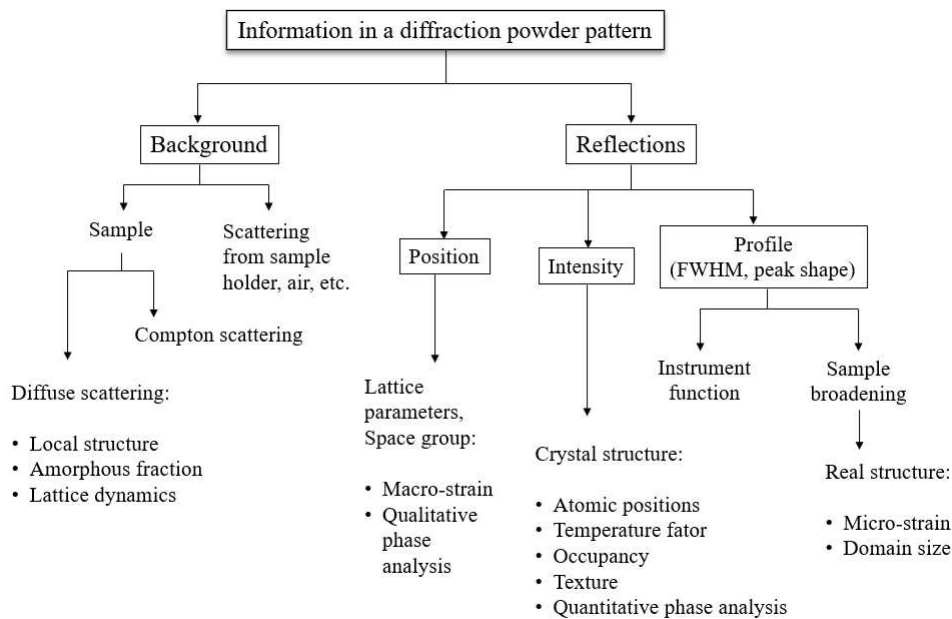 Information in a diffraction powder pattern
Background
Reflections
Sample
Scattering
from sample
holder, air, etc.
Position
Intensity
Profile
(FWHM, peak shape)
Compton scattering
Diffuse scattering:
• Local structure
• Amorphous fraction
• Lattice dynamics
Lattice
parameters,
Space group:
• Macro-strain
• Qualitative
phase
analysis
Crystal structure:
• Atomic positions
• Temperature fator
• Occupancy
• Texture
• Quantitative phase analysis
Instrument
function
Sample
broadening
Real structure:
• Micro-strain
• Domain size